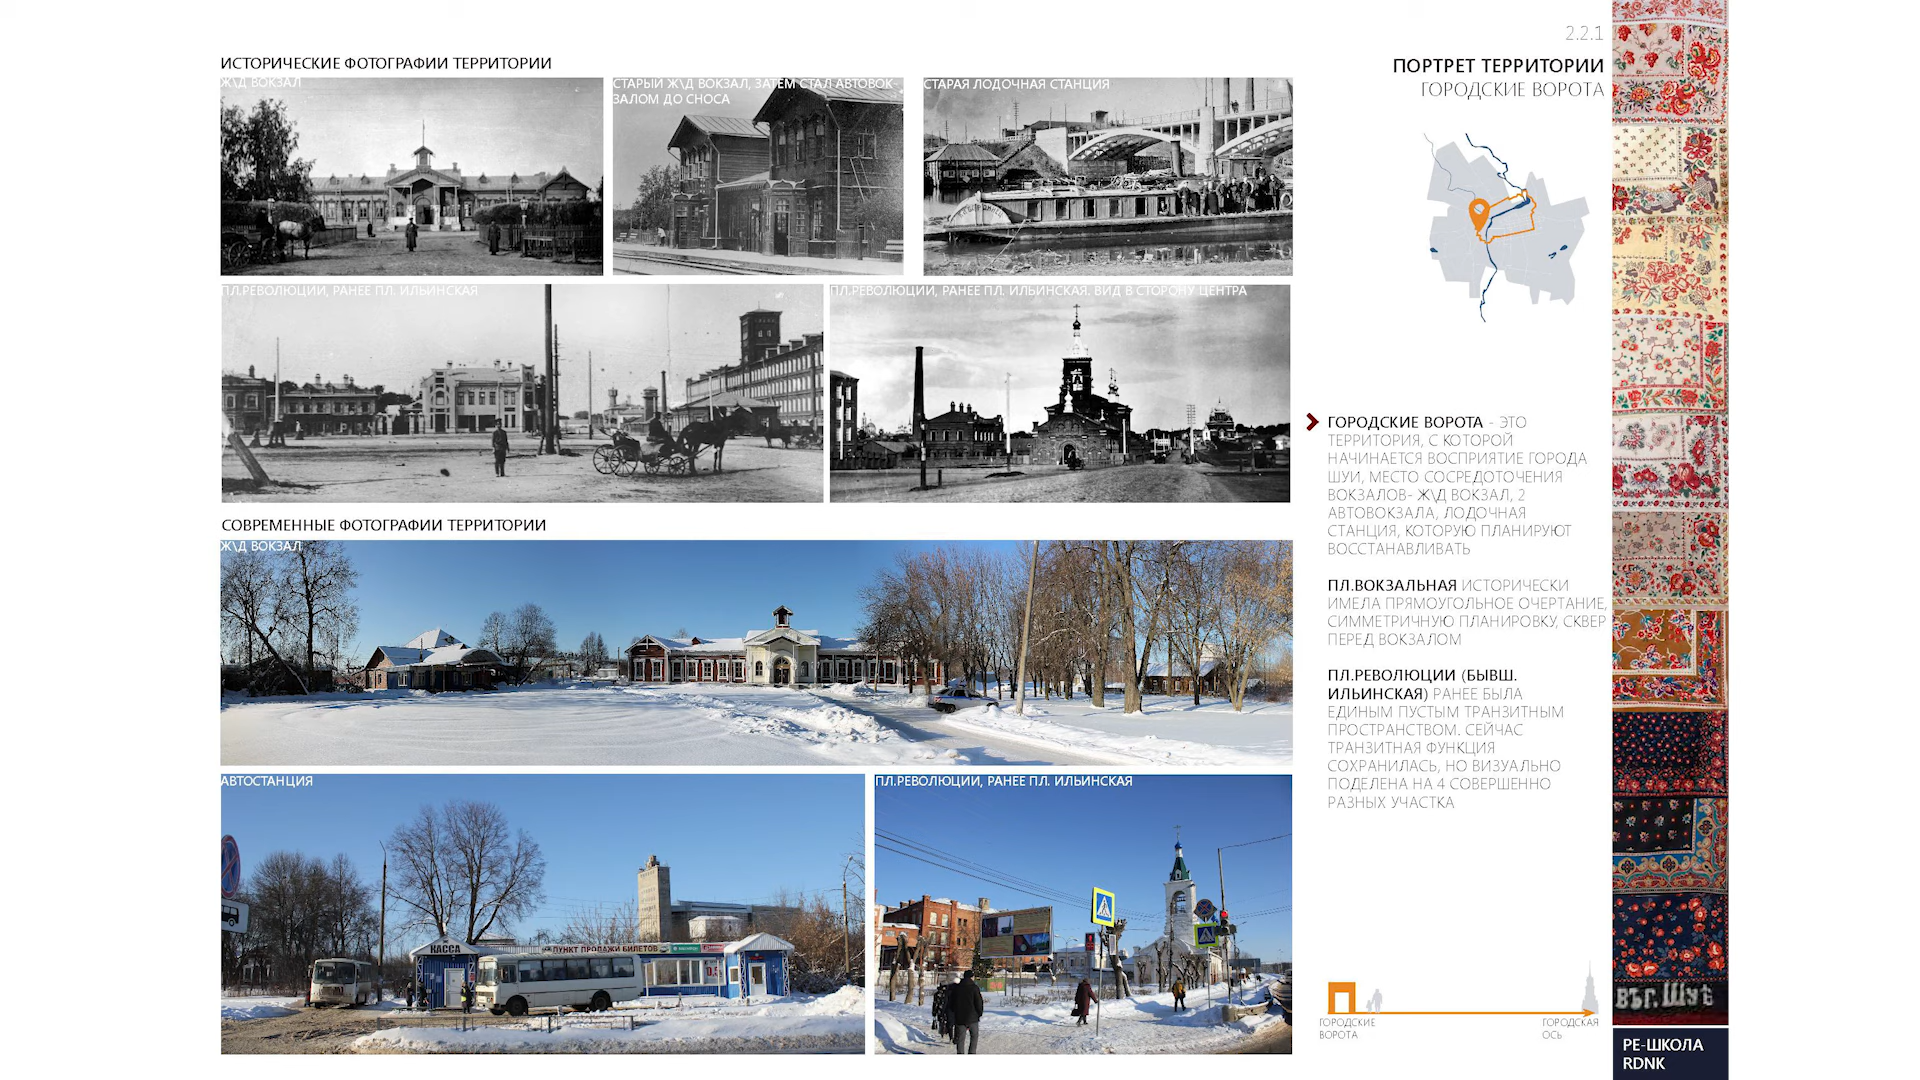 2.2.1
ПОРТРЕТ ТЕРРИТОРИИ
ГОРОДСКИЕ ВОРОТА
ИСТОРИЧЕСКИЕ ФОТОГРАФИИ ТЕРРИТОРИИ
Ж\Д ВОКЗАЛ
СТАРЫЙ Ж\Д ВОКЗАЛ, ЗАТЕМ СТАЛ АВТОВОК-
ЗАЛОМ ДО СНОСА
СТАРАЯ ЛОДОЧНАЯ СТАНЦИЯ
ПЛ.РЕВОЛЮЦИИ, РАНЕЕ ПЛ. ИЛЬИНСКАЯ
ПЛ.РЕВОЛЮЦИИ, РАНЕЕ ПЛ. ИЛЬИНСКАЯ. ВИД В СТОРОНУ ЦЕНТРА
СОВРЕМЕННЫЕ ФОТОГРАФИИ ТЕРРИТОРИИ
Ж\Д ВОКЗАЛ
АВТОСТАНЦИЯ
КАССА
ПУНКТ ПРОДАЖИ БИЛЕТОВ
ПЛ.РЕВОЛЮЦИИ, РАНЕЕ ПЛ. ИЛЬИНСКАЯ
ГОРОДСКИЕ ВОРОТА - ЭТО
ТЕРРИТОРИЯ, С КОТОРОЙ
НАЧИНАЕТСЯ ВОСПРИЯТИЕ ГОРОДА
ШУИ, МЕСТО СОСРЕДОТОЧЕНИЯ
ВОКЗАЛОВ- Ж\Д ВОКЗАЛ, 2
АВТОВОКЗАЛА, ЛОДОЧНАЯ
СТАНЦИЯ, КОТОРУЮ ПЛАНИРУЮТ
ВОССТАНАВЛИВАТЬ
ПЛ.ВОКЗАЛЬНАЯ ИСТОРИЧЕСКИ
ИМЕЛА ПРЯМОУГОЛЬНОЕ ОЧЕРТАНИЕ,
СИММЕТРИЧНУЮ ПЛАНИРОВКУ, СКВЕР
ПЕРЕД ВОКЗАЛОМ
ПЛ.РЕВОЛЮЦИИ (БЫВШ.
ИЛЬИНСКАЯ) РАНЕЕ БЫЛА
ЕДИНЫМ ПУСТЫМ ТРАНЗИТНЫМ
ПРОСТРАНСТВОМ. СЕЙЧАС
ТРАНЗИТНАЯ ФУНКЦИЯ
СОХРАНИЛАСЬ, НО ВИЗУАЛЬНО
ПОДЕЛЕНА НА 4 СОВЕРШЕННО
РАЗНЫХ УЧАСТКА
ГОРОДСКИЕ
ВОРОТА
ГОРОДСКАЯ
ОСЬ
ВЪ Г. ШУѢ
РЕ-ШКОЛА
RDNK